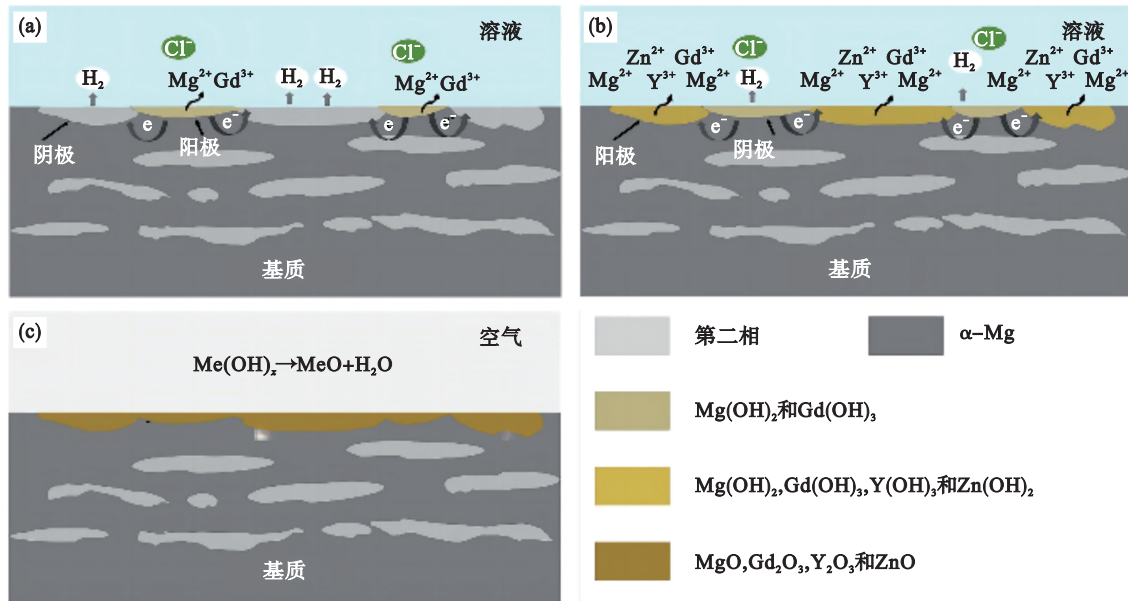 (a)
溶液
Cl⁻
Cl⁻
H₂
Mg²⁺Gd³⁺
H₂ H₂
Mg²⁺Gd³⁺
e
e⁻
e
e⁻
阴极
阳极
基质
(b)
溶液
Cl⁻
Cl⁻
Zn²⁺ Gd³⁺
Zn²⁺ Gd³⁺
Zn²⁺ Gd³⁺
Mg²⁺ Y³⁺ Mg²⁺
H₂
Mg²⁺ Y³⁺ Mg²⁺
H₂
Mg²⁺ Y³⁺ Mg²⁺
e⁻
e⁻
e⁻
e⁻
阳极
阴极
基质
(c)
空气
Me(OH)ₓ→MeO+H₂O
基质
第二相
α-Mg
Mg(OH)₂和Gd(OH)₃
Mg(OH)₂,Gd(OH)₃,Y(OH)₃和Zn(OH)₂
MgO,Gd₂O₃,Y₂O₃和ZnO